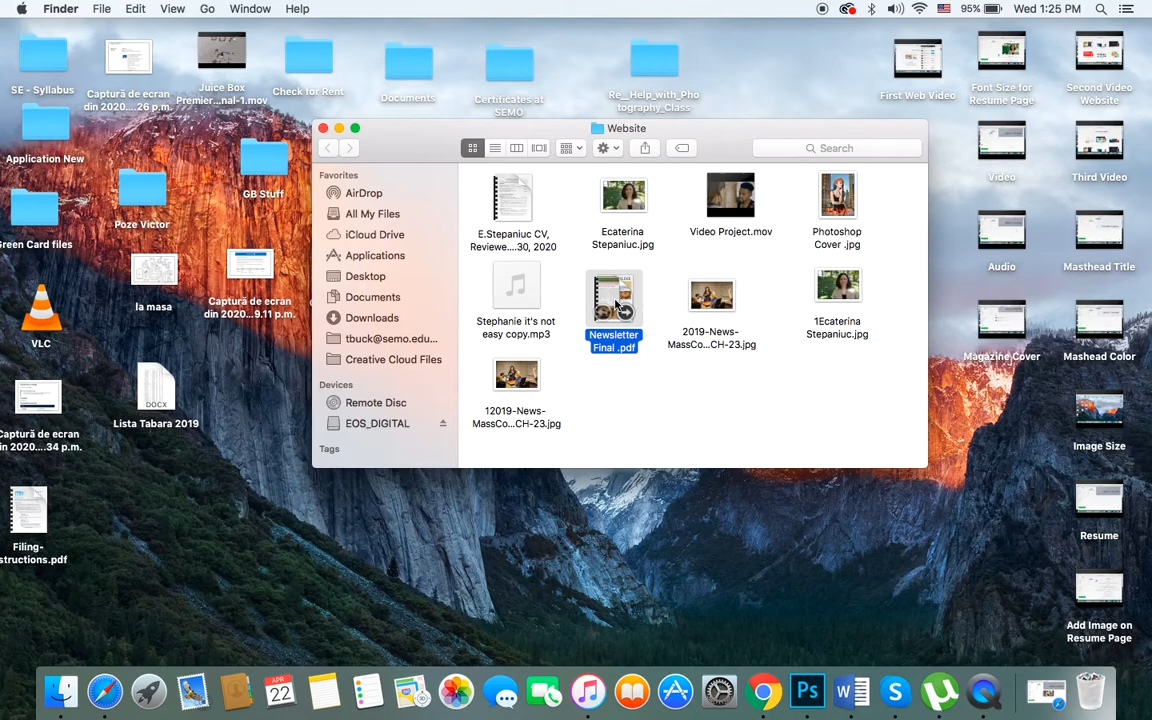 Finder File Edit View Go Window Help
95% Wed 1:25 PM
SE - Syllabus
Captură de ecran
din 2020....26 p.m.
Juice Box
Premier...nal-1.mov
Check for Rent
Documents
Certificates at
SEMO
Re__Help_with_Pho
tography_Class
First Web Video
Font Size for
Resume Page
Second Video
Website
Application New
GB Stuff
Poze Victor
Green Card files
la masa
Captură de ecran
din 2020...9.11 p.m.
VLC
DOCX
Lista Tabara 2019
Captură de ecran
in 2020....34 p.m.
Filing-
structions.pdf
Website
Search
Favorites
AirDrop
All My Files
iCloud Drive
Applications
Desktop
Documents
Downloads
tbuck@semo.edu...
Creative Cloud Files
Devices
Remote Disc
EOS_DIGITAL
Tags
E.Stepaniuc CV,
Reviewe....30, 2020
Ecaterina
Stepaniuc.jpg
Video Project.mov
Photoshop
Cover .jpg
Stephanie it's not
easy copy.mp3
Newsletter
Final .pdf
2019-News-
MassCo...CH-23.jpg
1Ecaterina
Stepaniuc.jpg
12019-News-
MassCo...CH-23.jpg
Video
Third Video
Audio
Masthead Title
Magazine Cover
Mashead Color
Image Size
Resume
Add Image on
Resume Page
APR
22
Ps
W